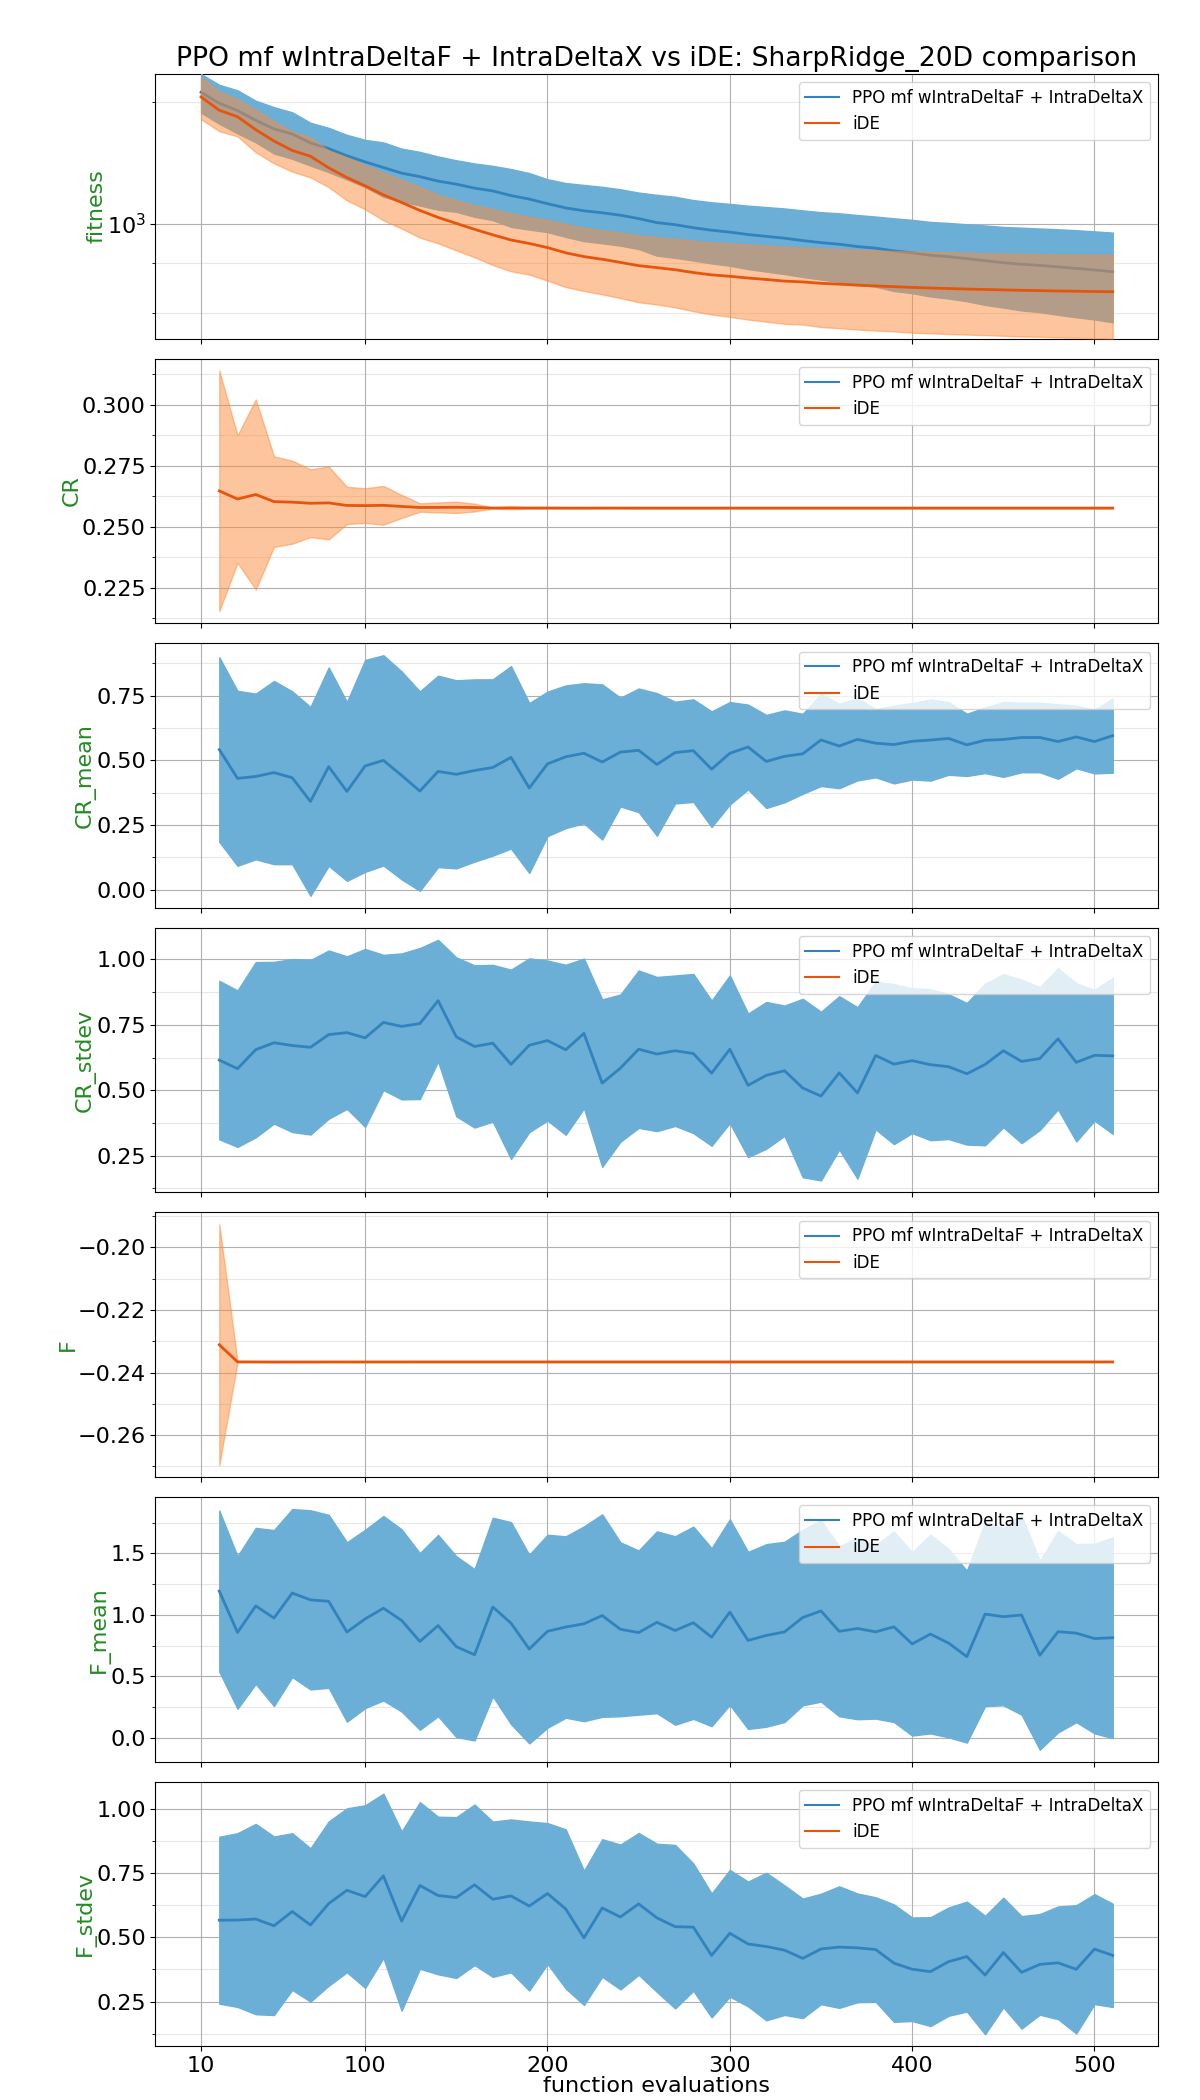 PPO mf wIntraDeltaF + IntraDeltaX vs iDE: SharpRidge_20D comparison
fitness
10³
PPO mf wIntraDeltaF + IntraDeltaX
iDE
CR
0.300
0.275
0.250
0.225
PPO mf wIntraDeltaF + IntraDeltaX
iDE
CR_mean
0.75
0.50
0.25
0.00
PPO mf wIntraDeltaF + IntraDeltaX
iDE
CR_stdev
1.00
0.75
0.50
0.25
PPO mf wIntraDeltaF + IntraDeltaX
iDE
F
−0.20
−0.22
−0.24
−0.26
PPO mf wIntraDeltaF + IntraDeltaX
iDE
F_mean
1.5
1.0
0.5
0.0
PPO mf wIntraDeltaF + IntraDeltaX
iDE
F_stdev
1.00
0.75
0.50
0.25
PPO mf wIntraDeltaF + IntraDeltaX
iDE
10 100 200 300 400 500
function evaluations